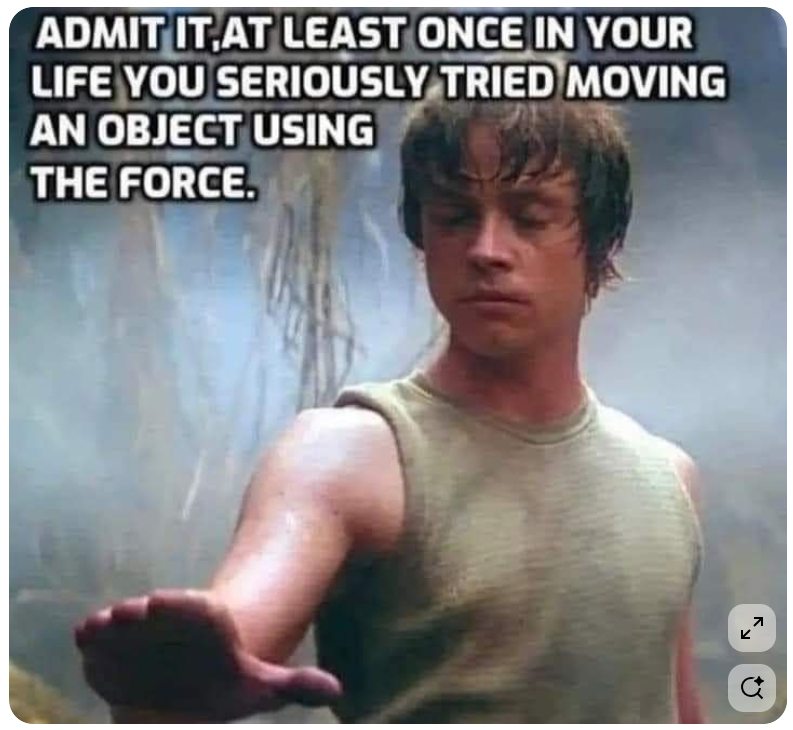 ADMIT IT,AT LEAST ONCE IN YOUR
LIFE YOU SERIOUSLY TRIED MOVING
AN OBJECT USING
THE FORCE.